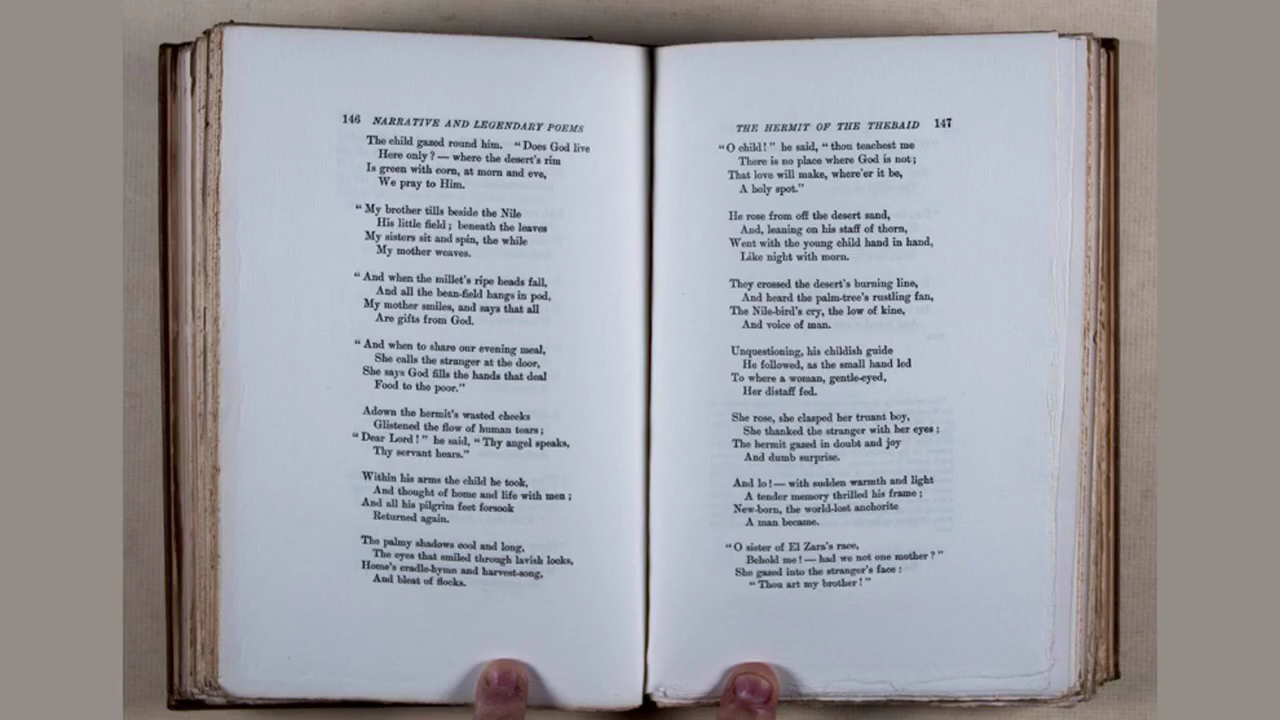 146 NARRATIVE AND LEGENDARY POEMS
The child gazed round him. "Does God live
Here only? — where the desert's rim
Is green with corn, at morn and eve,
We pray to Him.
"My brother tills beside the Nile
His little field; beneath the leaves
My sisters sit and spin, the while
My mother weaves.
"And when the millet's ripe heads fall,
And all the bean-field hangs in pod,
My mother smiles, and says that all
Are gifts from God.
"And when to share our evening meal,
She calls the stranger at the door,
She says God fills the hands that deal
Food to the poor."
Adown the hermit's wasted cheeks
Glistened the flow of human tears;
"Dear Lord!" he said, "Thy angel speaks,
Thy servant hears."
Within his arms the child he took,
And thought of home and life with men;
And all his pilgrim feet forsook
Returned again.
The palmy shadows cool and long,
The eyes that smiled through lavish locks,
Home's cradle-hymn and harvest-song,
And bleat of flocks.
THE HERMIT OF THE THEBAID 147
"O child!" he said, "thou teachest me
There is no place where God is not;
That love will make, where'er it be,
A holy spot."
He rose from off the desert sand,
And, leaning on his staff of thorn,
Went with the young child hand in hand,
Like night with morn.
They crossed the desert's burning line,
And heard the palm-tree's rustling fan,
The Nile-bird's cry, the low of kine,
And voice of man.
Unquestioning, his childish guide
He followed, as the small hand led
To where a woman, gentle-eyed,
Her distaff fed.
She rose, she clasped her truant boy,
She thanked the stranger with her eyes;
The hermit gazed in doubt and joy
And dumb surprise.
And lo! — with sudden warmth and light
A tender memory thrilled his frame;
New-born, the world-lost anchorite
A man became.
"O sister of El Zara's race,
Behold me! — had we not one mother?"
She gazed into the stranger's face:
"Thou art my brother!"